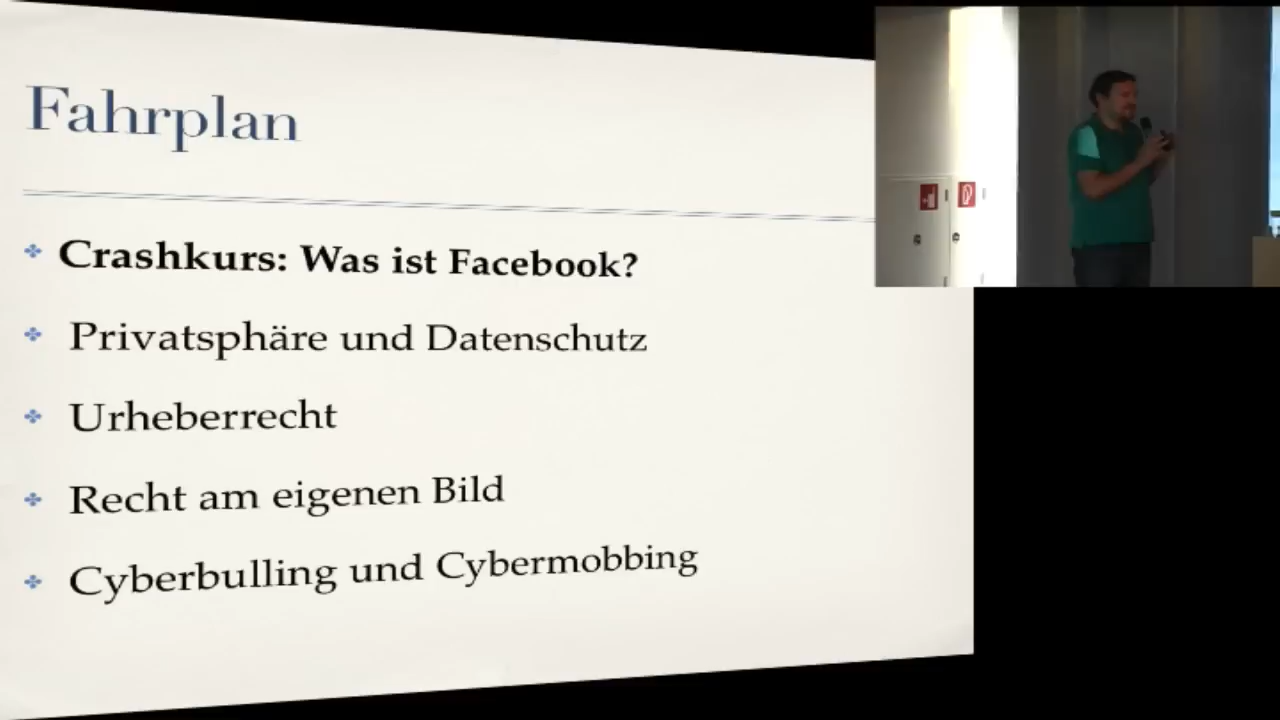 Fahrplan
Crashkurs: Was ist Facebook?
Privatsphäre und Datenschutz
Urheberrecht
Recht am eigenen Bild
Cyberbulling und Cybermobbing